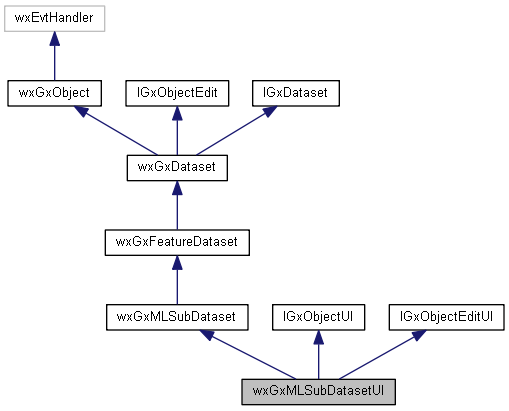 wxEvtHandler
wxGxObject
IGxObjectEdit
IGxDataset
wxGxDataset
wxGxFeatureDataset
wxGxMLSubDataset
IGxObjectUI
IGxObjectEditUI
wxGxMLSubDatasetUI